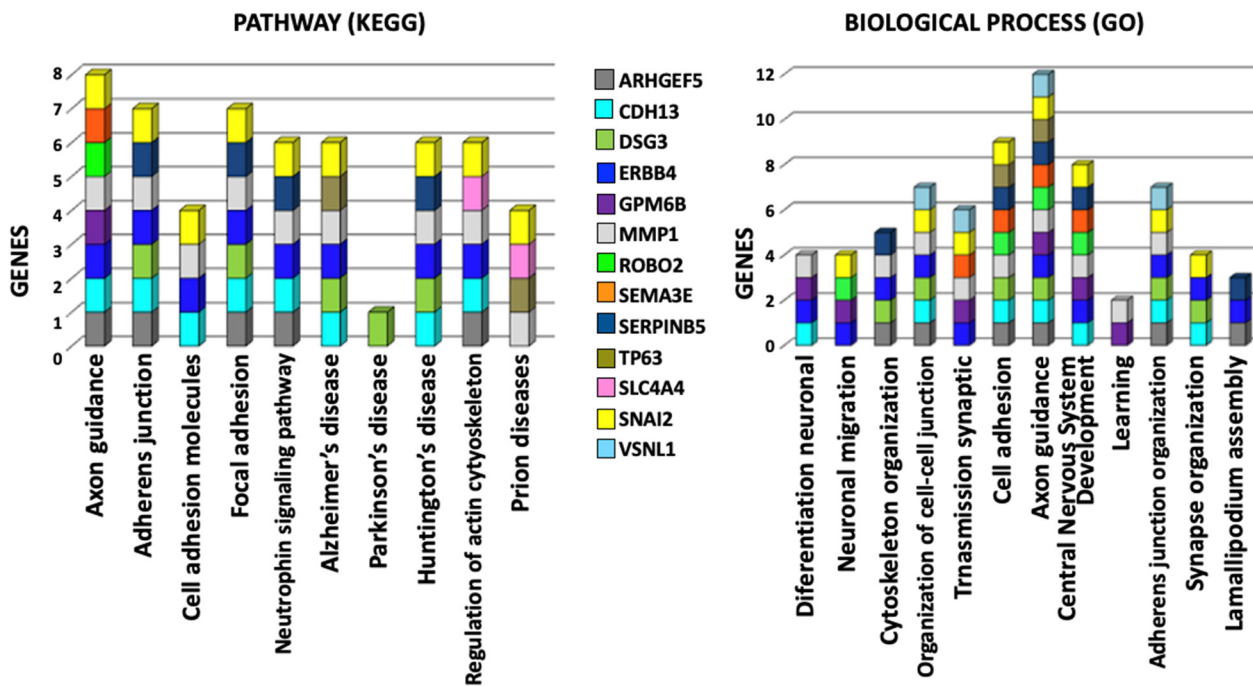 PATHWAY (KEGG)
GENES
8
7
6
5
4
3
2
1
0
Axon guidance
Adherens junction
Cell adhesion molecules
Focal adhesion
Neutrophin signaling pathway
Alzheimer's disease
Parkinson's disease
Huntington's disease
Regulation of actin cytyoskeleton
Prion diseases
ARHGEF5
CDH13
DSG3
ERBB4
GPM6B
MMP1
ROBO2
SEMA3E
SERPINB5
TP63
SLC4A4
SNAI2
VSNL1
BIOLOGICAL PROCESS (GO)
GENES
12
10
8
6
4
2
0
Diferentiation neuronal
Neuronal migration
Cytoskeleton organization
Organization of cell-cell junction
Trnasmission synaptic
Cell adhesion
Axon guidance
Central Nervous System
Development
Learning
Adherens junction organization
Synapse organization
Lamallipodium assembly